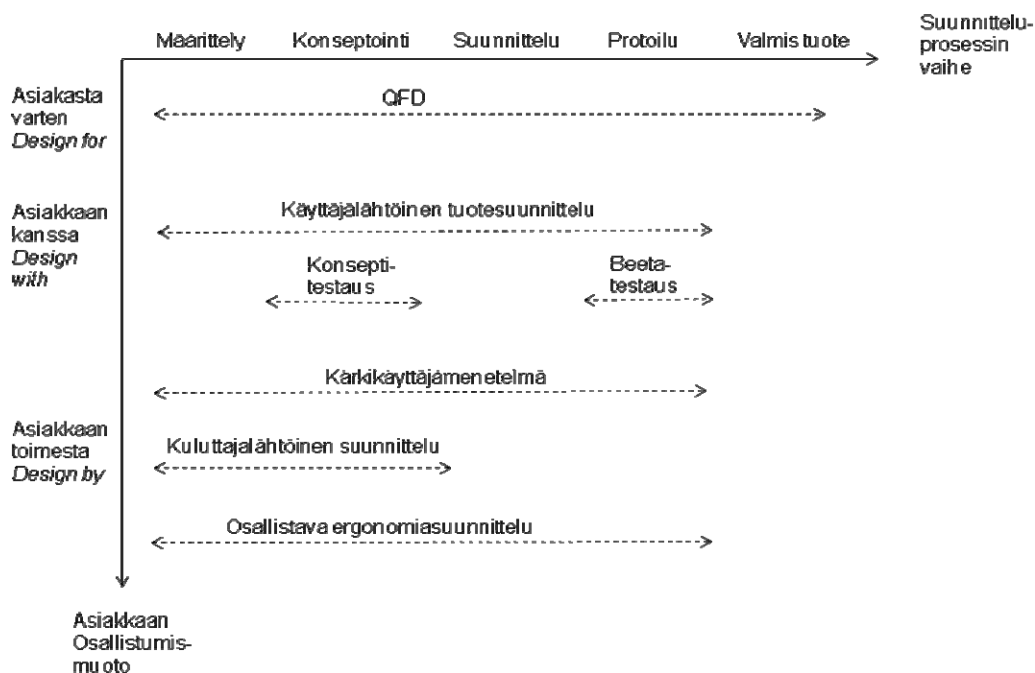 Määrittely Konseptointi Suunnittelu Protoilu Valmis tuote
Suunnittelu-
prosessin
vaihe
Asiakasta
varten
Design for
QFD
Asiakkaan
kanssa
Design
with
Käyttäjälähtöinen tuotesuunnittelu
Konsepti-
testaus
Beeta-
testaus
Kärkikäyttäjämenetelmä
Asiakkaan
toimesta
Design by
Kuluttajalähtöinen suunnittelu
Osallistava ergonomiasuunnittelu
Asiakkaan
Osallistumis-
muoto